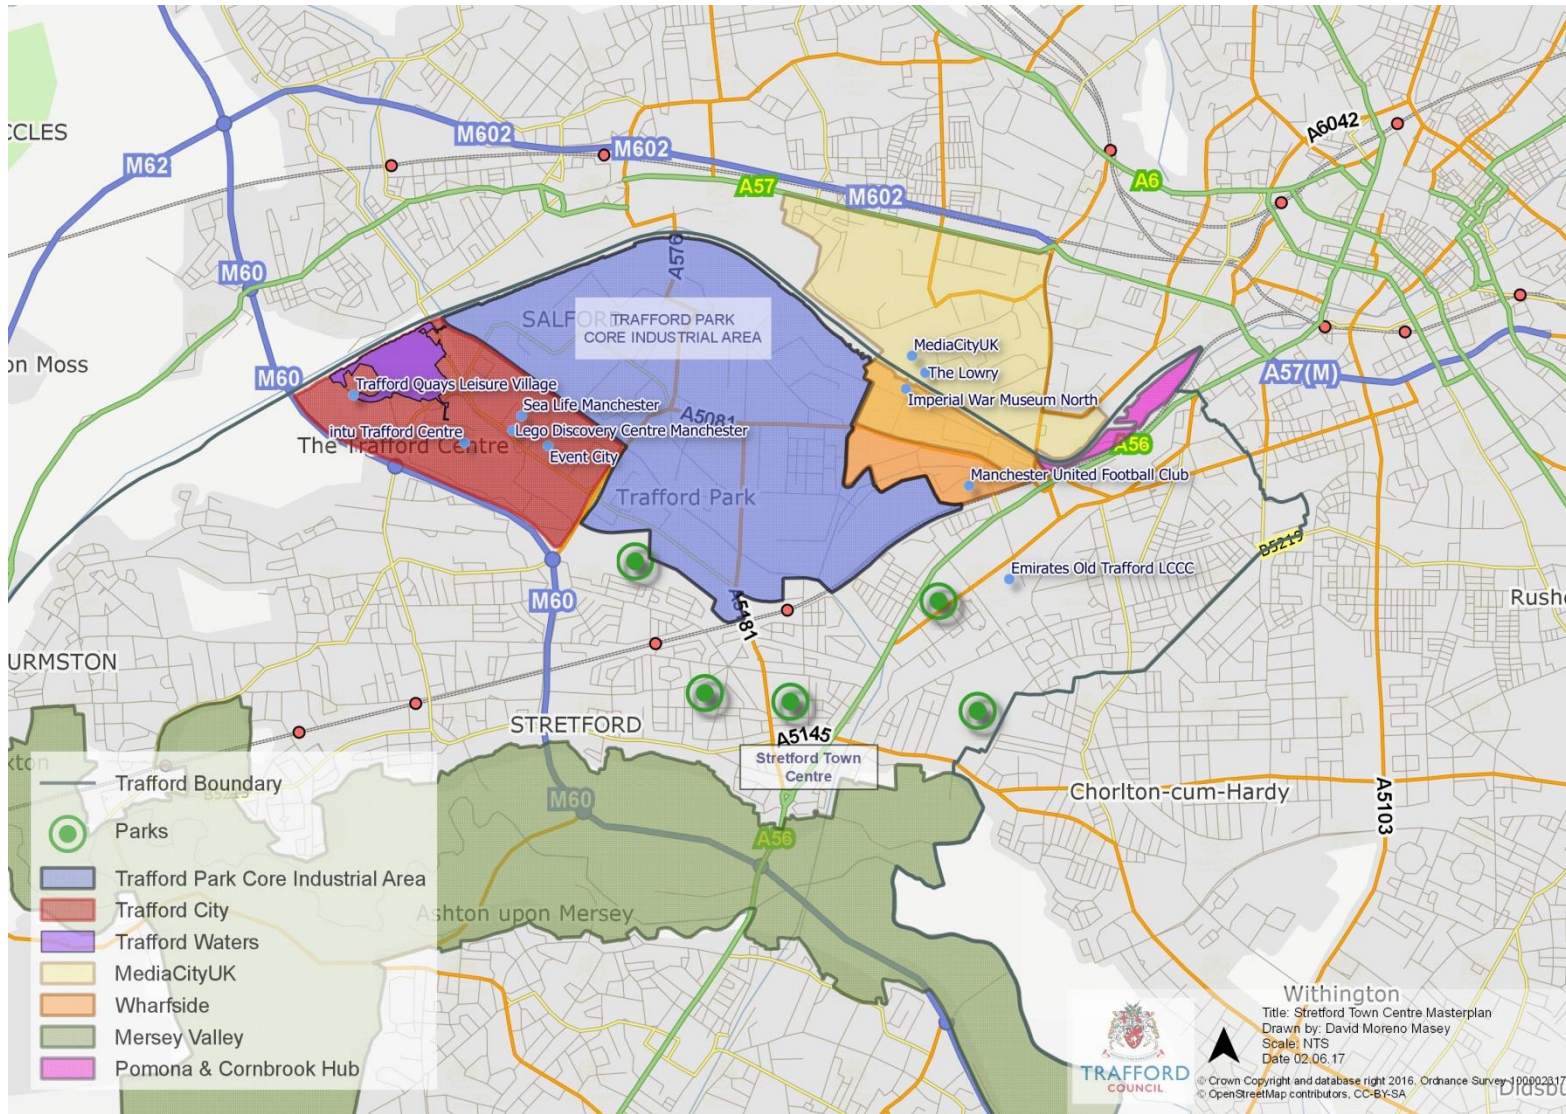 CCLES
M62
M602
M602
M602
A57
A6
A6042
M60
A576
SALFORD
TRAFFORD PARK
CORE INDUSTRIAL AREA
on Moss
M60
MediaCityUK
The Lowry
Imperial War Museum North
A57(M)
Trafford Quays Leisure Village
Sea Life Manchester
A5081
Lego Discovery Centre Manchester
intu Trafford Centre
The Trafford Centre
Event City
A56
Manchester United Football Club
Trafford Park
B5219
Emirates Old Trafford LCCC
M60
A5181
Rush
URMSTON
STRETFORD
A5145
Stretford Town
Centre
xton
B5213
M60
Chorlton-cum-Hardy
A5103
A56
Ashton upon Mersey
Trafford Boundary
Parks
Trafford Park Core Industrial Area
Trafford City
Trafford Waters
MediaCityUK
Wharfside
Mersey Valley
Pomona & Cornbrook Hub
Withington
TRAFFORD
COUNCIL
Title: Stretford Town Centre Masterplan
Drawn by: David Moreno Masey
Scale: NTS
Date 02.06.17
© Crown Copyright and database right 2016. Ordnance Survey 100002317
© OpenStreetMap contributors, CC-BY-SA
Didsbu